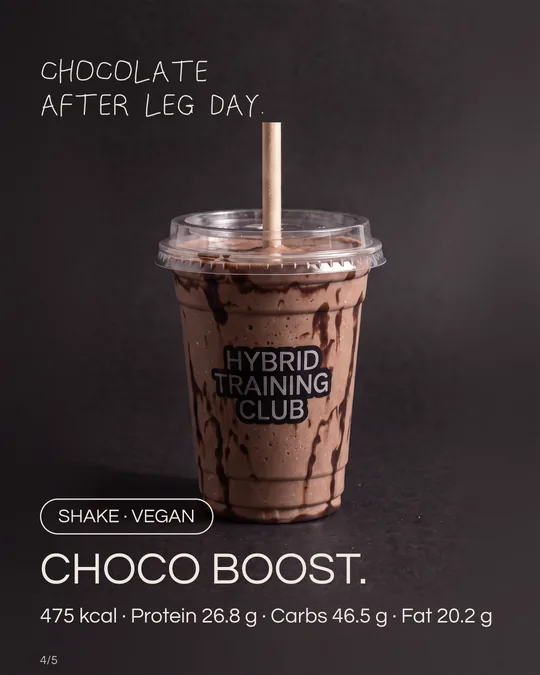 CHOCOLATE
AFTER LEG DAY.
HYBRID
TRAINING
CLUB
SHAKE · VEGAN
CHOCO BOOST.
475 kcal · Protein 26.8 g · Carbs 46.5 g · Fat 20.2 g
4/5